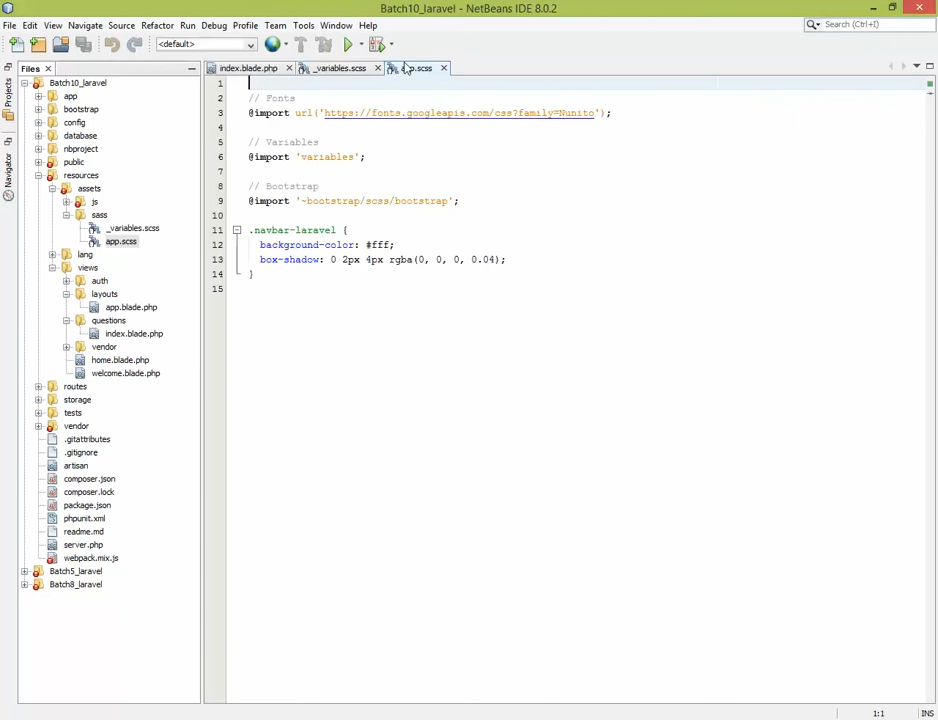 Batch10_laravel - NetBeans IDE 8.0.2
File Edit View Navigate Source Refactor Run Debug Profile Team Tools Window Help
Search (Ctrl+I)
<default>
Files
index.blade.php
_variables.scss
app.scss
Projects
Navigator
Batch10_laravel
app
bootstrap
config
database
nbproject
public
resources
assets
js
sass
_variables.scss
app.scss
lang
views
auth
layouts
app.blade.php
questions
index.blade.php
vendor
home.blade.php
welcome.blade.php
routes
storage
tests
vendor
.gitattributes
.gitignore
artisan
composer.json
composer.lock
package.json
phpunit.xml
readme.md
server.php
webpack.mix.js
Batch5_laravel
Batch8_laravel
1
2 // Fonts
3 @import url('https://fonts.googleapis.com/css?family=Nunito');
4
5 // Variables
6 @import 'variables';
7
8 // Bootstrap
9 @import '~bootstrap/scss/bootstrap';
10
11 .navbar-laravel {
12 background-color: #fff;
13 box-shadow: 0 2px 4px rgba(0, 0, 0, 0.04);
14 }
15
1:1 INS